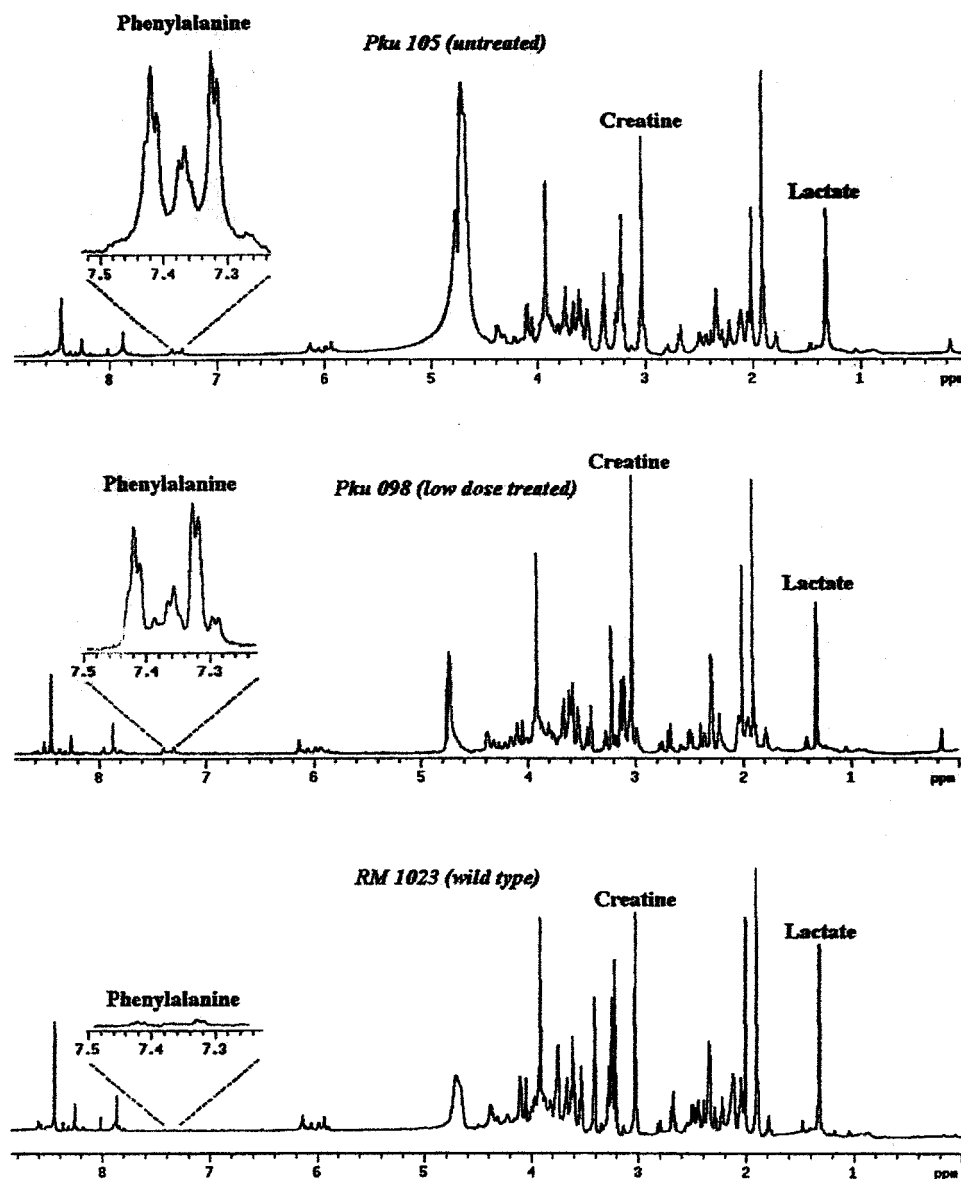 Phenylalanine
Pku 105 (untreated)
Creatine
Lactate
7.5 7.4 7.3
8 7 6 5 4 3 2 1 ppm
Phenylalanine
Pku 098 (low dose treated)
Creatine
Lactate
7.5 7.4 7.3
8 7 6 5 4 3 2 1 ppm
RM 1023 (wild type)
Creatine
Lactate
Phenylalanine
7.5 7.4 7.3
8 7 6 5 4 3 2 1 ppm